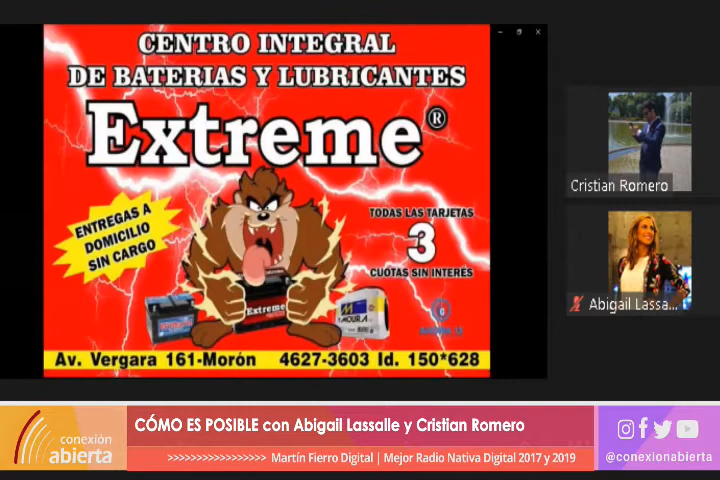 CENTRO INTEGRAL
DE BATERIAS Y LUBRICANTES
Extreme®
ENTREGAS A
DOMICILIO
SIN CARGO
TODAS LAS TARJETAS
3
CUOTAS SIN INTERÉS
Extreme
MOURA
Av. Vergara 161-Morón 4627-3603 Id. 150*628
Cristian Romero
Abigail Lassa...
conexión
abierta
CÓMO ES POSIBLE con Abigail Lassalle y Cristian Romero
>>>>>>>>>>>>>>>>> Martín Fierro Digital | Mejor Radio Nativa Digital 2017 y 2019
@conexionabierta